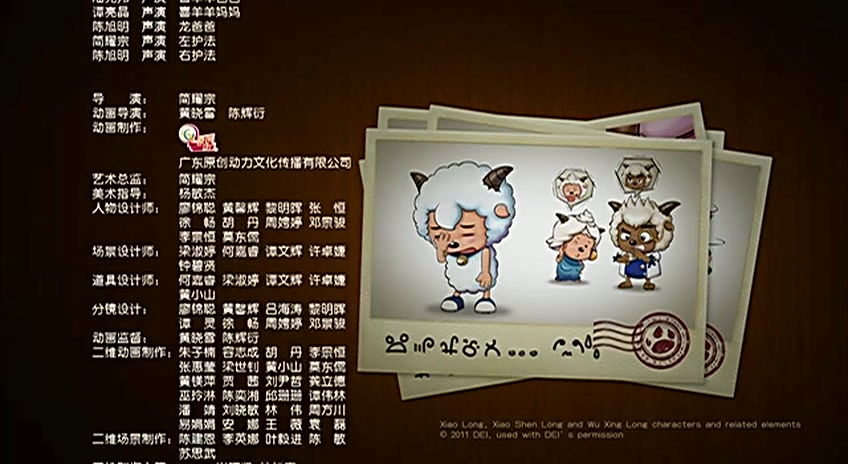 谭亮晶 声演 喜羊羊妈妈
陈旭明 声演 龙爸爸
简耀宗 声演 左护法
陈旭明 声演 右护法
导 演： 简耀宗
动画导演： 黄晓雪 陈辉衍
动画制作：
广东原创动力文化传播有限公司
艺术总监： 简耀宗
美术指导： 杨敏杰
人物设计师： 廖锦聪 黄馨辉 黎明晖 张 恒
徐 畅 胡 丹 周嫮婷 邓景骏
李宗恒 莫东儒
场景设计师： 梁淑婷 何嘉睿 谭文辉 许卓婕
钟碧贤
道具设计师： 何嘉睿 梁淑婷 谭文辉 许卓婕
黄小山
分镜设计： 廖锦聪 黄馨辉 吕海涛 黎明晖
谭 灵 徐 畅 周嫮婷 邓景骏
动画监督： 黄晓雪 陈辉衍
二维动画制作： 朱子楠 容志成 胡 丹 李宗恒
张惠莹 梁世钊 黄小山 莫东儒
黄镁萍 贾 茜 刘尹哲 龚立德
巫玲淋 陈奕湘 邱珊珊 谭伟林
潘 婧 刘晓敏 林 伟 周方川
易娟娟 安 娜 王 薇 袁 磊
二维场景制作： 陈建恩 李英娜 叶毅进 陈 敏
苏思武
Xiao Long, Xiao Shen Long and Wu Xing Long characters and related elements
© 2011 DEI, used with DEI's permission